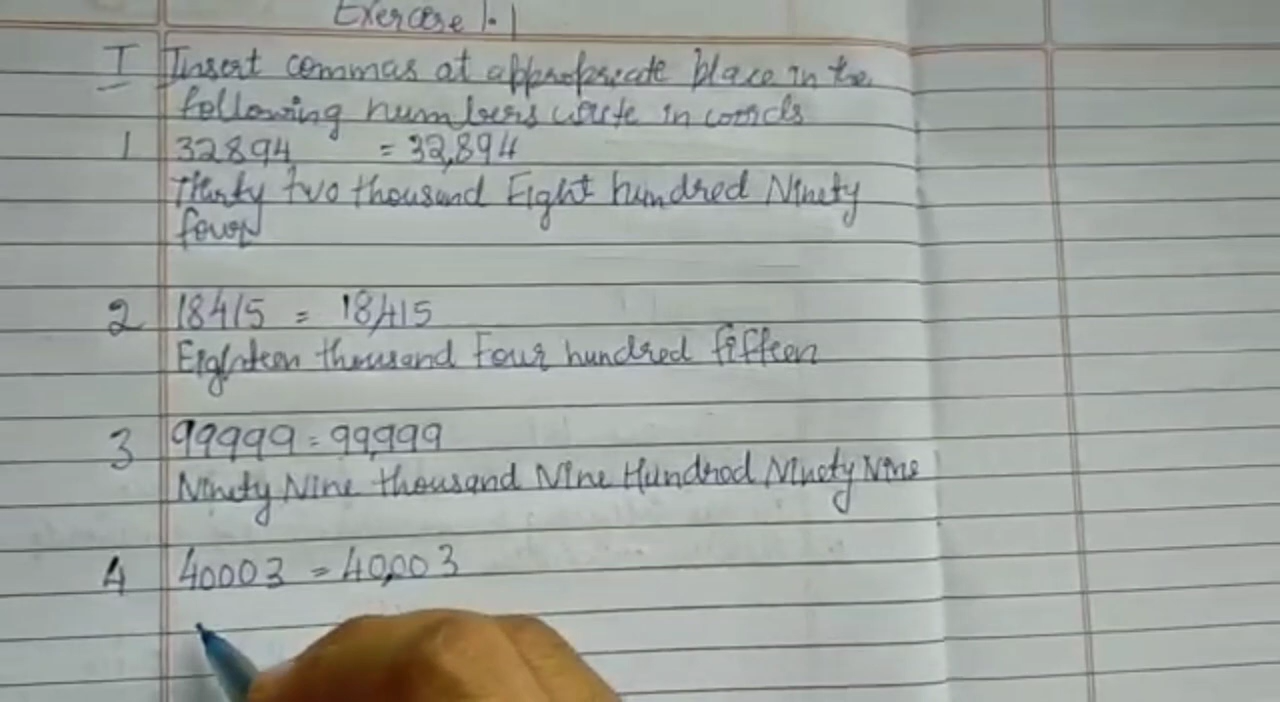 Exercise 1.1
I Insert commas at appropriate place in the
following numbers write in words
1 32894 = 32,894
Thirty two thousand Eight hundred Ninety
four
2 18415 = 18,415
Eighteen thousand Four hundred fifteen
3 99999 = 99,999
Ninety Nine thousand Nine Hundred Ninety Nine
4 40003 = 40,003